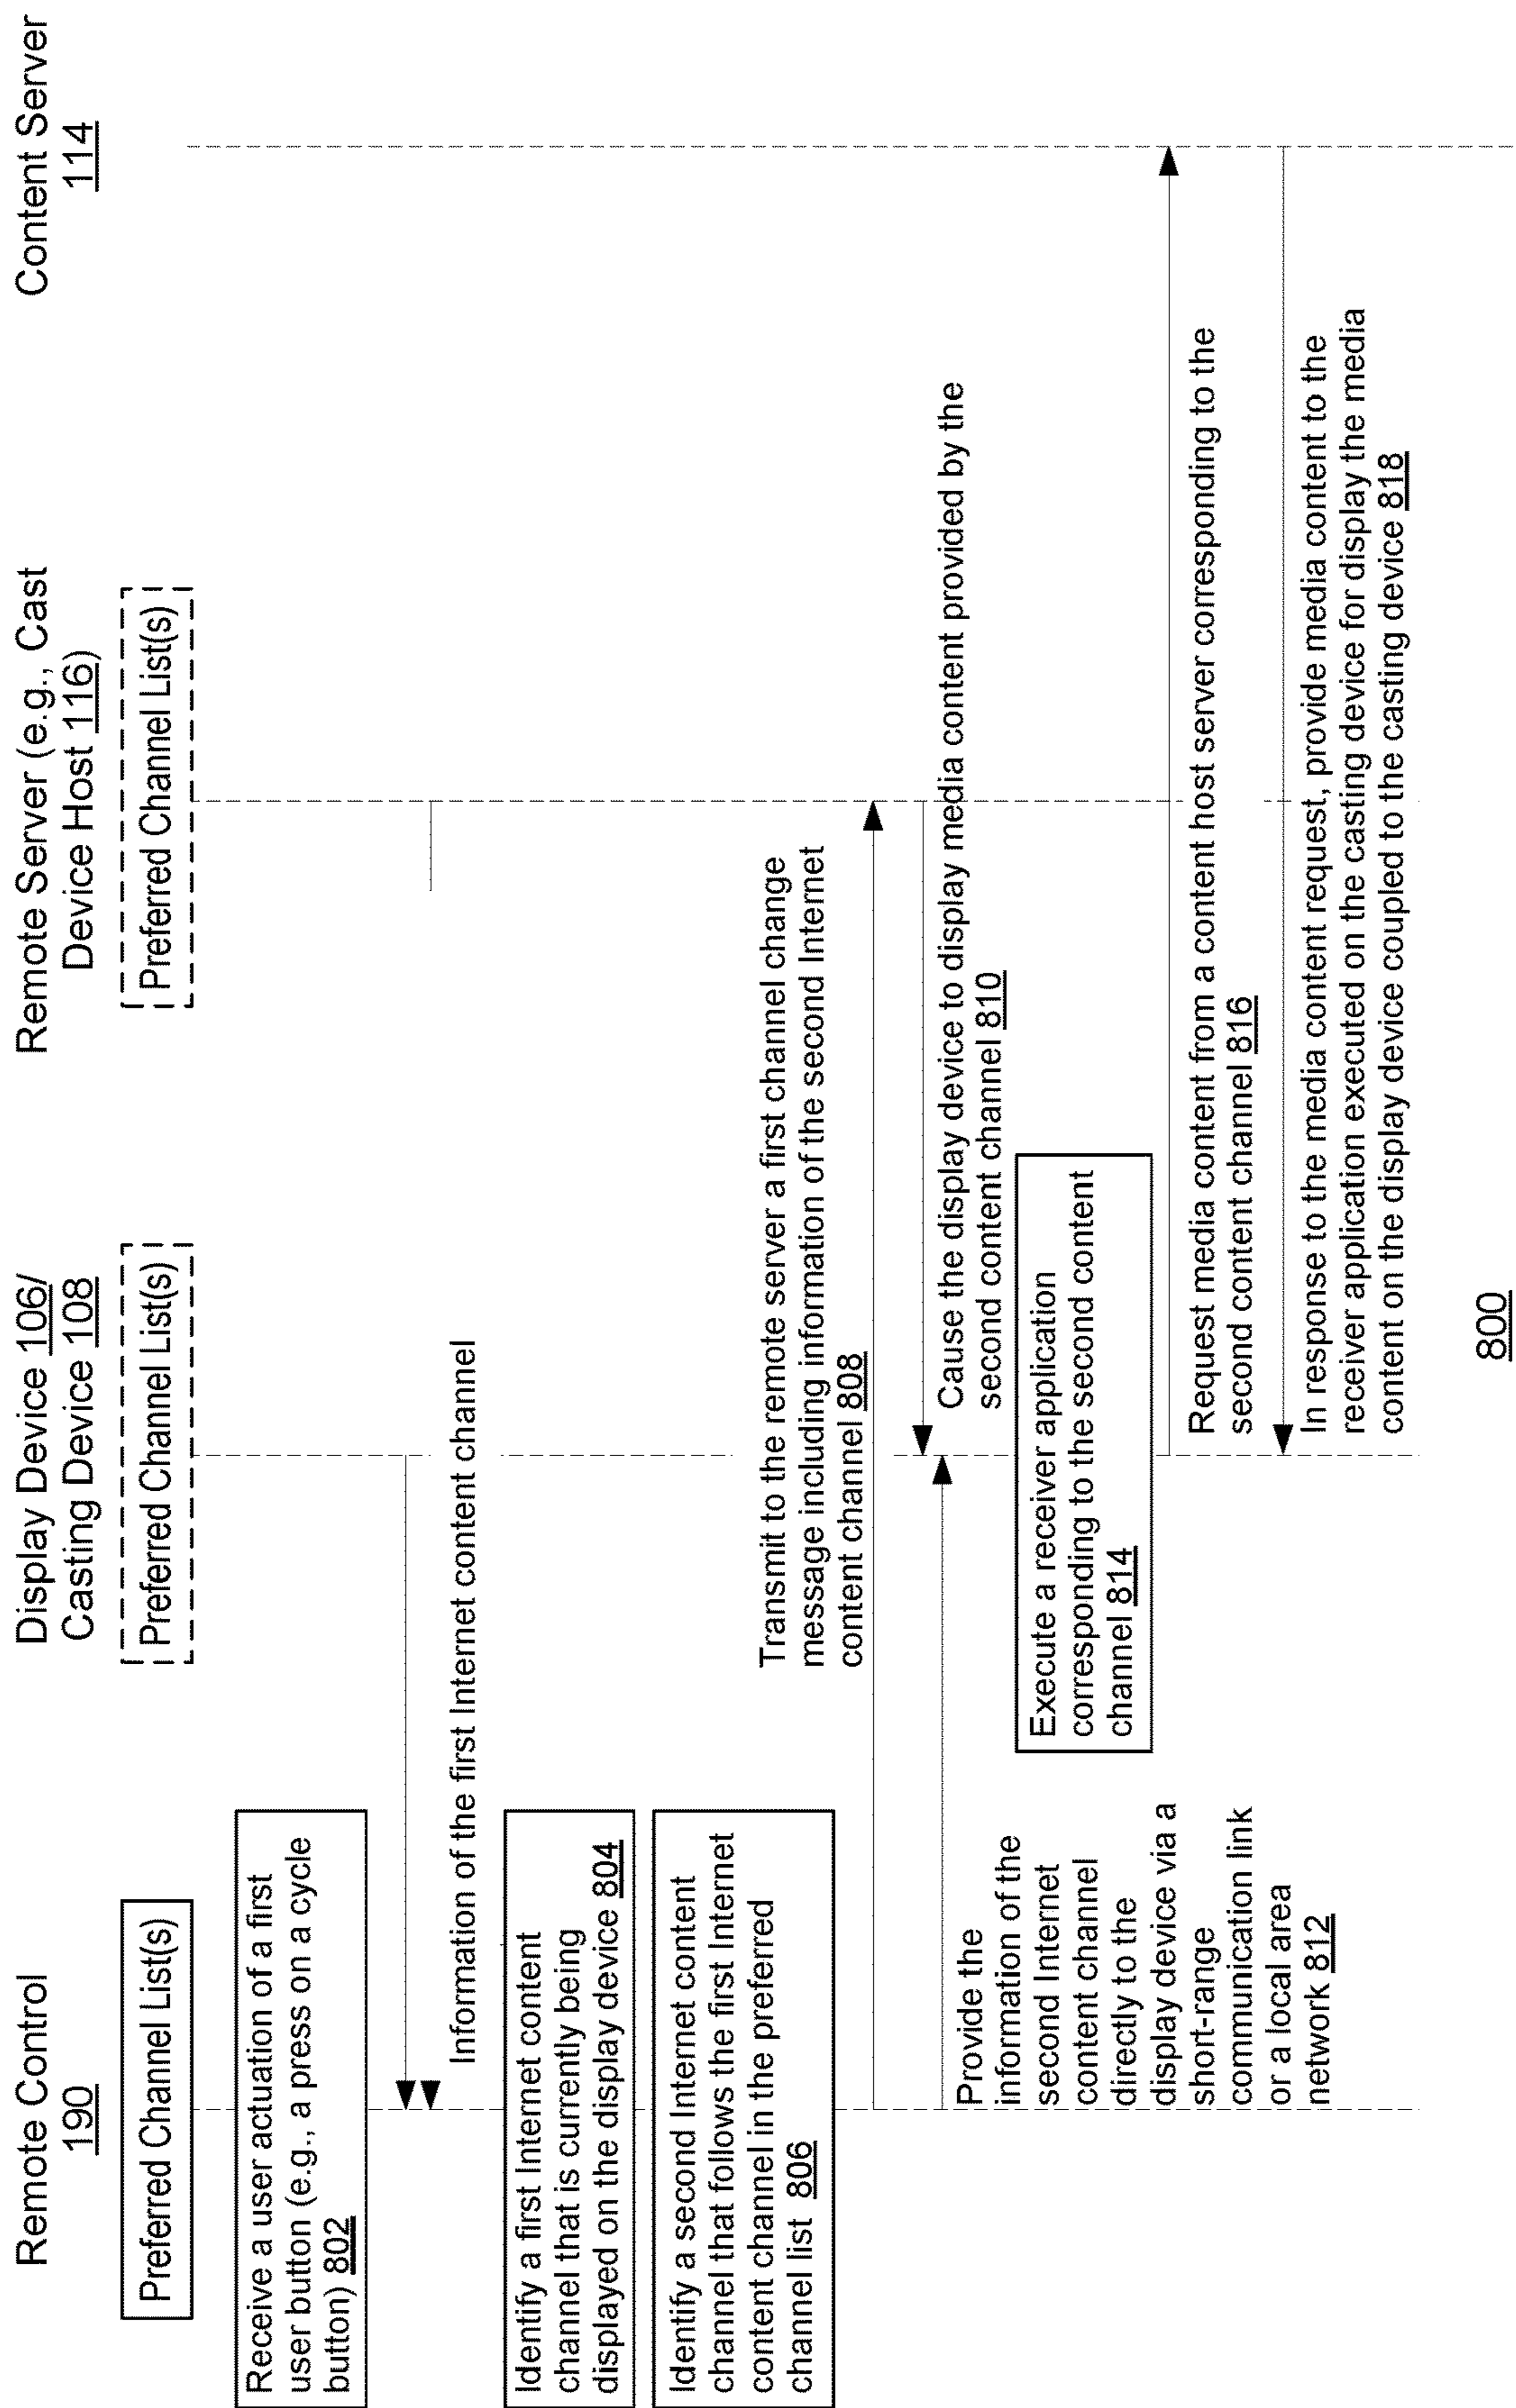 Remote Control
190
Display Device 106/
Casting Device 108
Remote Server (e.g., Cast
Device Host 116)
Content Server
114
Preferred Channel List(s)
Preferred Channel List(s)
Preferred Channel List(s)
Receive a user actuation of a first
user button (e.g., a press on a cycle
button) 802
Information of the first Internet content channel
Identify a first Internet content
channel that is currently being
displayed on the display device 804
Identify a second Internet content
channel that follows the first Internet
content channel in the preferred
channel list 806
Transmit to the remote server a first channel change
message including information of the second Internet
content channel 808
Cause the display device to display media content provided by the
second content channel 810
Provide the
information of the
second Internet
content channel
directly to the
display device via a
short-range
communication link
or a local area
network 812
Execute a receiver application
corresponding to the second content
channel 814
Request media content from a content host server corresponding to the
second content channel 816
In response to the media content request, provide media content to the
receiver application executed on the casting device for display the media
content on the display device coupled to the casting device 818
800